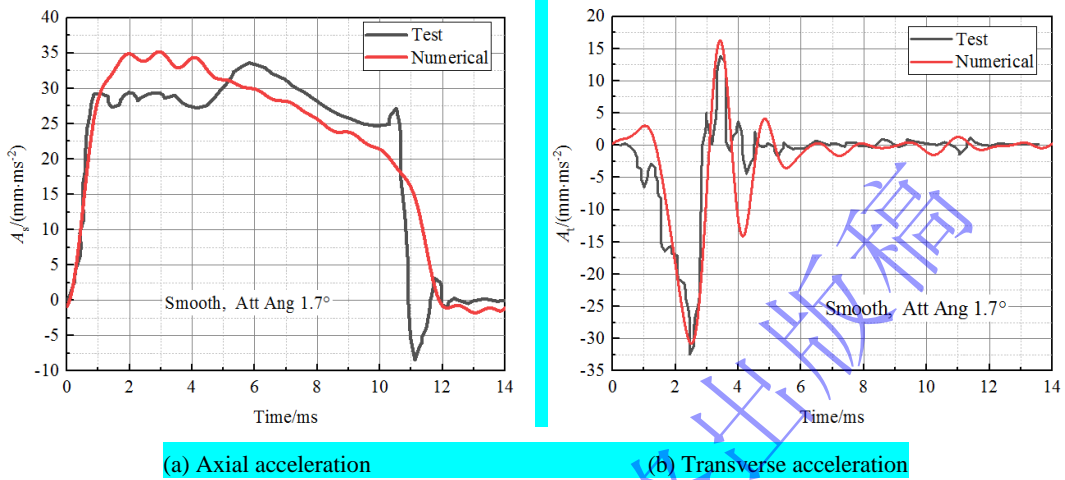 40
35
30
25
20
15
10
5
0
-5
-10
A_s/(mm·ms⁻²)
Test
Numerical
Smooth, Att Ang 1.7°
0 2 4 6 8 10 12 14
Time/ms
20
15
10
5
0
-5
-10
-15
-20
-25
-30
-35
A_t/(mm·ms⁻²)
Test
Numerical
Smooth, Att Ang 1.7°
0 2 4 6 8 10 12 14
Time/ms
(a) Axial acceleration
(b) Transverse acceleration
出版稿